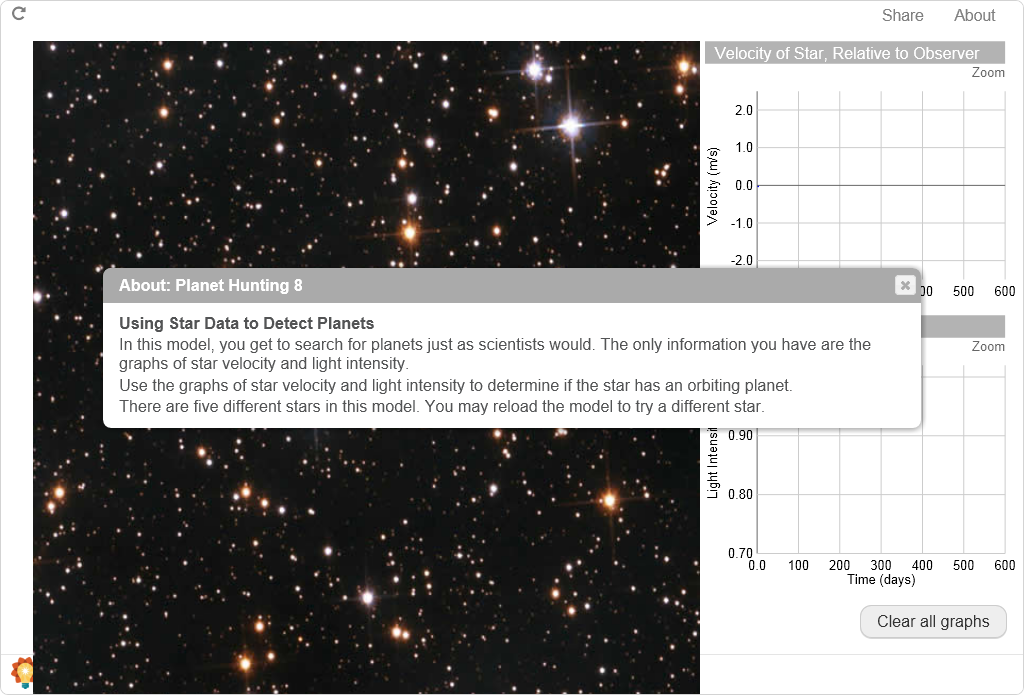 Share About
Velocity of Star, Relative to Observer
Zoom
2.0
1.0
0.0
-1.0
-2.0
Velocity (m/s)
00 500 600
About: Planet Hunting 8
Using Star Data to Detect Planets
In this model, you get to search for planets just as scientists would. The only information you have are the
graphs of star velocity and light intensity.
Use the graphs of star velocity and light intensity to determine if the star has an orbiting planet.
There are five different stars in this model. You may reload the model to try a different star.
Zoom
0.90
0.80
0.70
Light Intensi
0.0 100 200 300 400 500 600
Time (days)
Clear all graphs